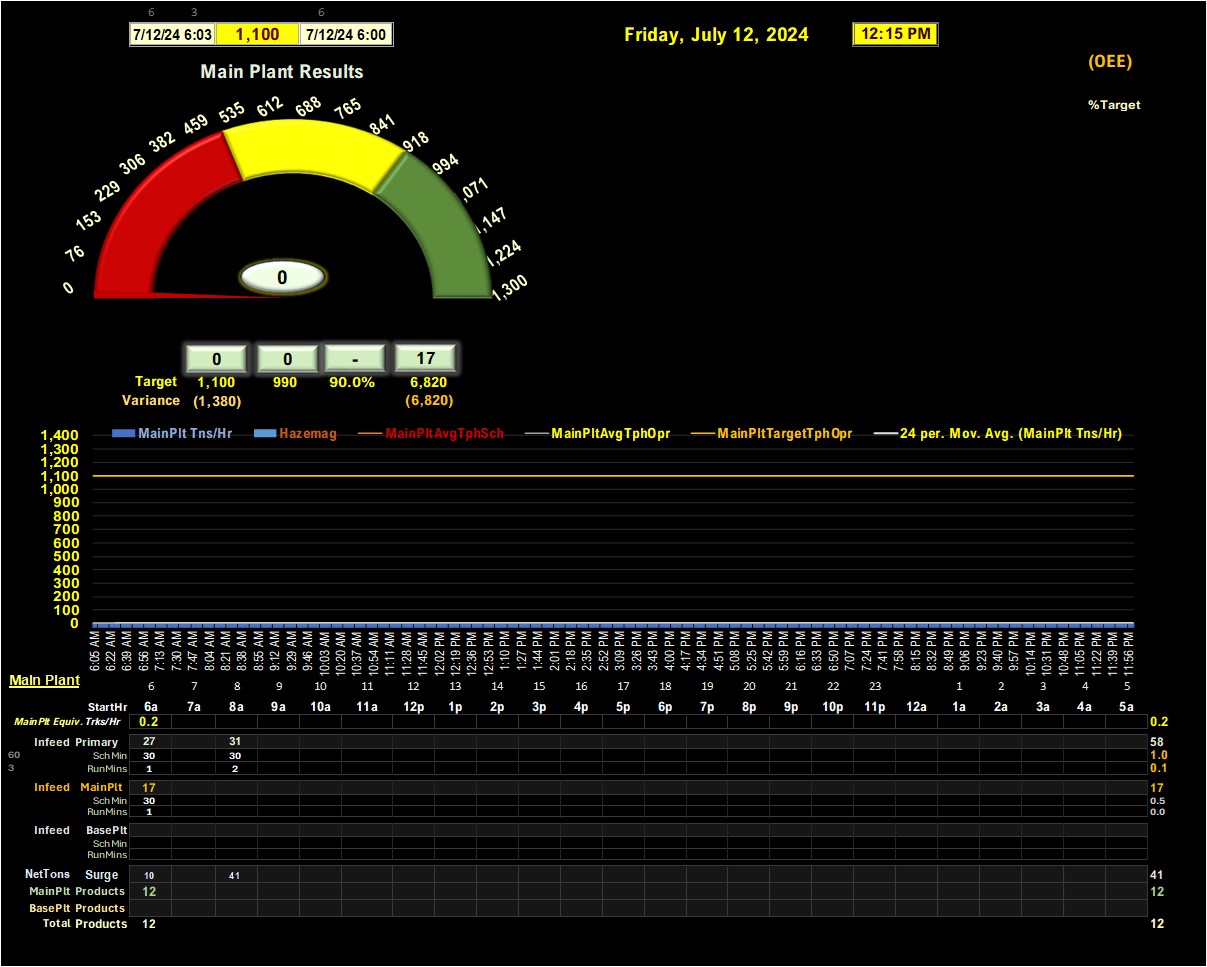 6 3 6
7/12/24 6:03 1,100 7/12/24 6:00
Friday, July 12, 2024 12:15 PM
(OEE)
Main Plant Results
%Target
0 76 153 229 306 382 459 535 612 688 765 841 918 994 ,071 1,147 1,224 1,300
0
0 0 - 17
Target 1,100 990 90.0% 6,820
Variance (1,380) (6,820)
MainPlt Tns/Hr Hazemag MainPltAvgTphSch MainPltAvgTphOpr MainPltTargetTphOpr 24 per. Mov. Avg. (MainPlt Tns/Hr)
1,400
1,300
1,200
1,100
1,000
900
800
700
600
500
400
300
200
100
0
6:05 AM 6:22 AM 6:39 AM 6:56 AM 7:13 AM 7:30 AM 7:47 AM 8:04 AM 8:21 AM 8:38 AM 8:55 AM 9:12 AM 9:29 AM 9:46 AM 10:03 AM 10:20 AM 10:37 AM 10:54 AM 11:11 AM 11:28 AM 11:45 AM 12:02 PM 12:19 PM 12:36 PM 12:53 PM 1:10 PM 1:27 PM 1:44 PM 2:01 PM 2:18 PM 2:35 PM 2:52 PM 3:09 PM 3:26 PM 3:43 PM 4:00 PM 4:17 PM 4:34 PM 4:51 PM 5:08 PM 5:25 PM 5:42 PM 5:59 PM 6:16 PM 6:33 PM 6:50 PM 7:07 PM 7:24 PM 7:41 PM 7:58 PM 8:15 PM 8:32 PM 8:49 PM 9:06 PM 9:23 PM 9:40 PM 9:57 PM 10:14 PM 10:31 PM 10:48 PM 11:05 PM 11:22 PM 11:39 PM 11:56 PM
Main Plant 6 7 8 9 10 11 12 13 14 15 16 17 18 19 20 21 22 23 1 2 3 4 5
StartHr 6a 7a 8a 9a 10a 11a 12p 1p 2p 3p 4p 5p 6p 7p 8p 9p 10p 11p 12a 1a 2a 3a 4a 5a
MainPlt Equiv. Trks/Hr 0.2 0.2
Infeed Primary 27 31 58
60 Sch Min 30 30 1.0
3 RunMins 1 2 0.1
Infeed MainPlt 17 17
Sch Min 30 0.5
RunMins 1 0.0
Infeed BasePlt
Sch Min
RunMins
NetTons Surge 10 41 41
MainPlt Products 12 12
BasePlt Products
Total Products 12 12